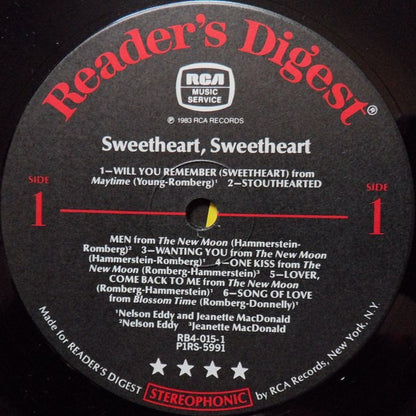 Reader's Digest®
RCA
MUSIC
SERVICE
℗ 1983 RCA RECORDS
Sweetheart, Sweetheart
1—WILL YOU REMEMBER (SWEETHEART) from
Maytime (Young-Romberg)¹ 2—STOUTHEARTED
SIDE
1
SIDE
1
MEN from The New Moon (Hammerstein-
Romberg)² 3—WANTING YOU from The New Moon
(Hammerstein-Romberg)¹ 4—ONE KISS from The
New Moon (Romberg-Hammerstein)³ 5—LOVER,
COME BACK TO ME from The New Moon
(Romberg-Hammerstein)¹ 6—SONG OF LOVE
from Blossom Time (Romberg-Donnelly)¹
¹Nelson Eddy and Jeanette MacDonald
²Nelson Eddy ³Jeanette MacDonald
RB4-015-1
P1RS-5991
Made for READER'S DIGEST
STEREOPHONIC
by RCA Records, New York, N.Y.